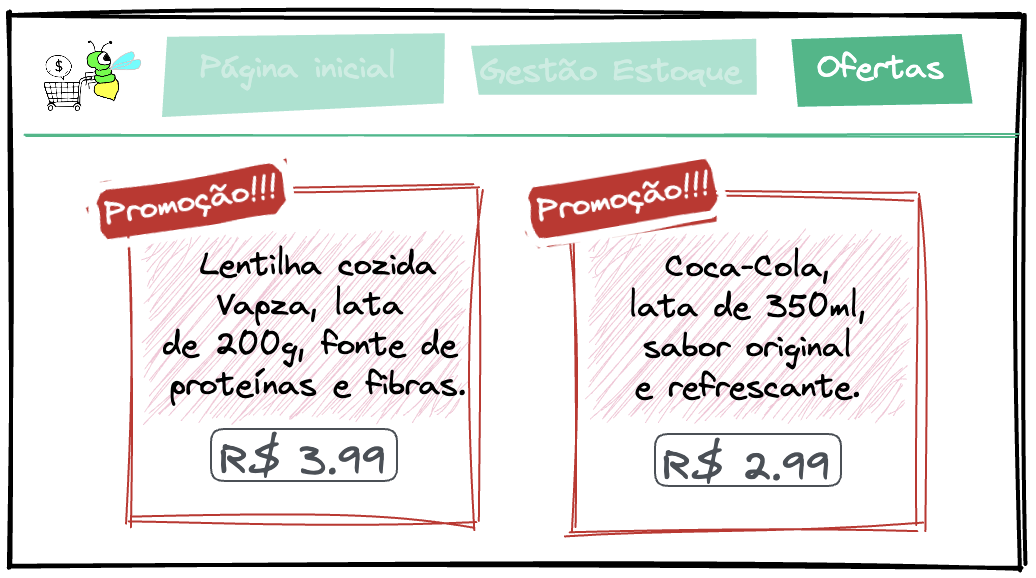 $
Página inicial
Gestão Estoque
Ofertas
Promoção!!!
Lentilha cozida
Vapza, lata
de 200g, fonte de
proteínas e fibras.
R$ 3.99
Promoção!!!
Coca-Cola,
lata de 350ml,
sabor original
e refrescante.
R$ 2.99